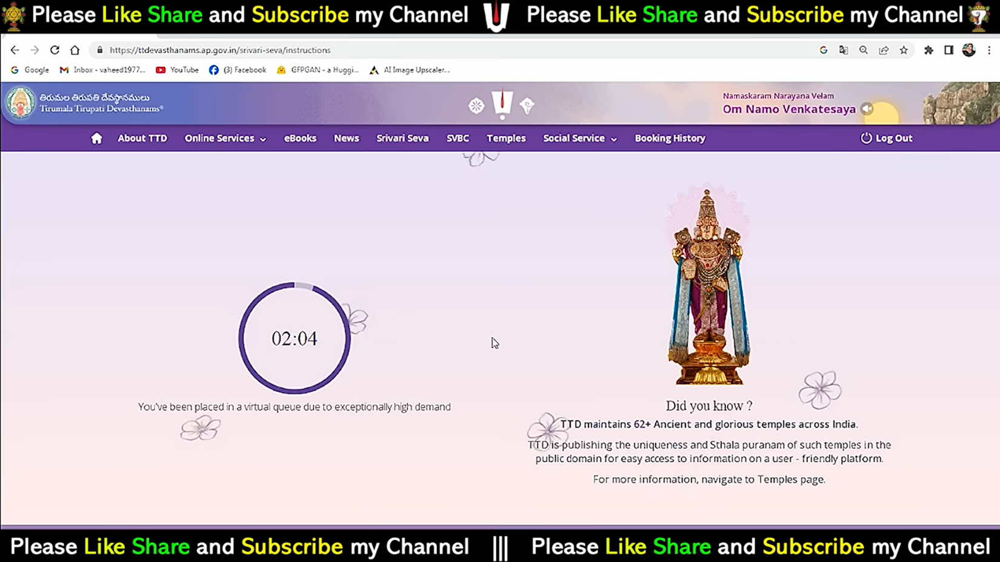 Please Like Share and Subscribe my Channel
Please Like Share and Subscribe my Channel
https://ttdevasthanams.ap.gov.in/srivari-seva/instructions
Google
Inbox - vaheed1977...
YouTube
(3) Facebook
GFPGAN - a Huggi...
AI Image Upscaler...
తిరుమల తిరుపతి దేవస్థానములు
Tirumala Tirupati Devasthanams®
Namaskaram Narayana Velam
Om Namo Venkatesaya
About TTD
Online Services
eBooks
News
Srivari Seva
SVBC
Temples
Social Service
Booking History
Log Out
02:04
You've been placed in a virtual queue due to exceptionally high demand
Did you know ?
TTD maintains 62+ Ancient and glorious temples across India.
TTD is publishing the uniqueness and Sthala puranam of such temples in the
public domain for easy access to information on a user - friendly platform.
For more information, navigate to Temples page.
Please Like Share and Subscribe my Channel
|||
Please Like Share and Subscribe my Channel